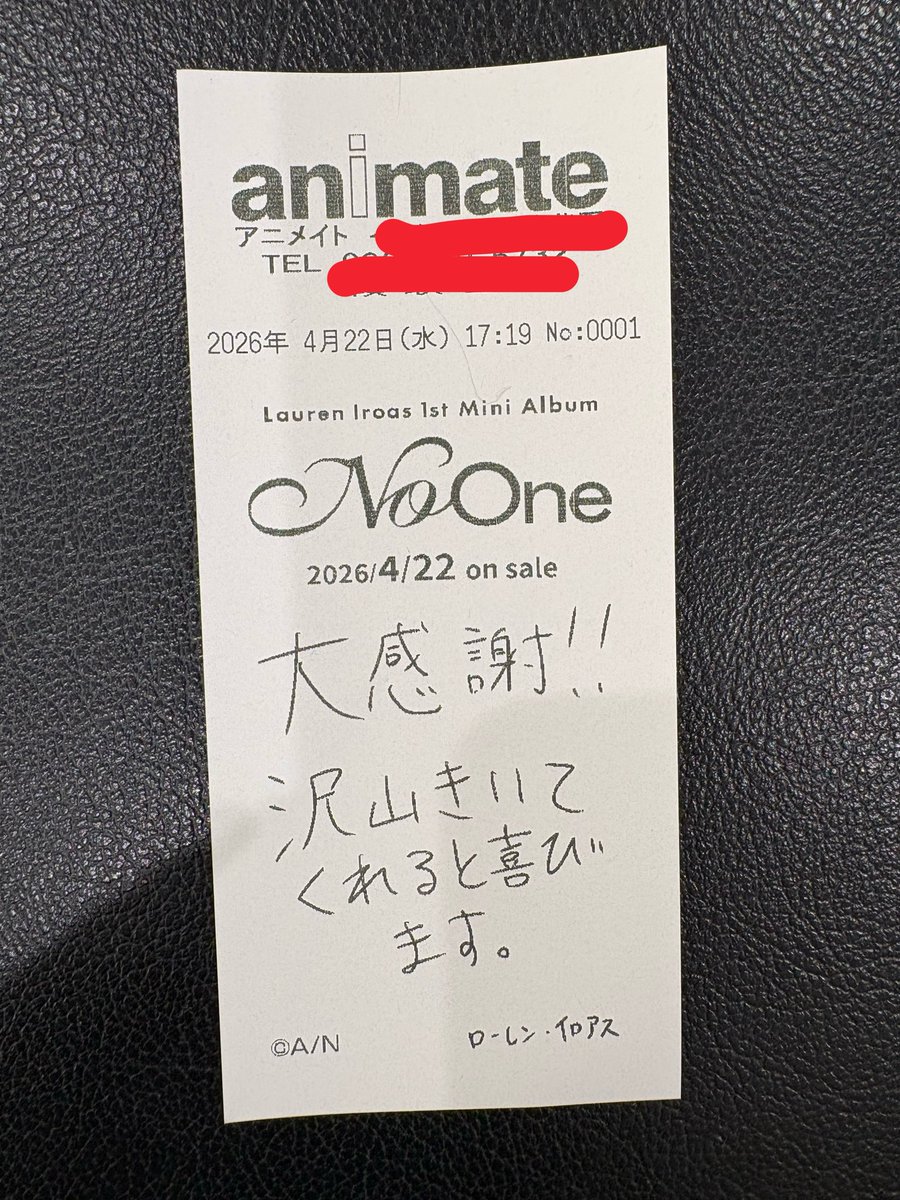 animate
アニメイト
TEL
2026年 4月22日(水) 17:19 No:0001
Lauren Iroas 1st Mini Album
NoOne
2026/4/22 on sale
大感謝!!
沢山きいて
くれると喜び
ます。
©A/N ローレン・イロアス